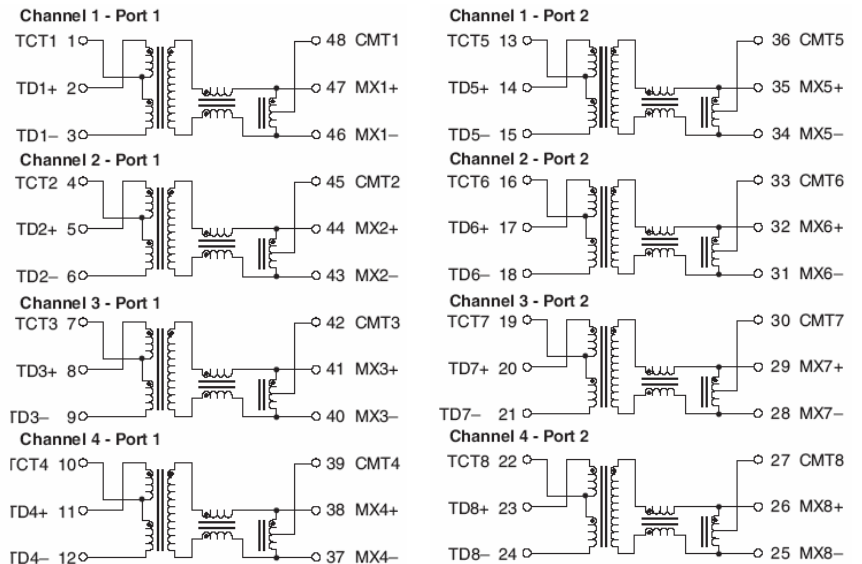 Channel 1 - Port 1
TCT1 1 48 CMT1
TD1+ 2 47 MX1+
TD1– 3 46 MX1–
Channel 2 - Port 1
TCT2 4 45 CMT2
TD2+ 5 44 MX2+
TD2– 6 43 MX2–
Channel 3 - Port 1
TCT3 7 42 CMT3
TD3+ 8 41 MX3+
TD3– 9 40 MX3–
Channel 4 - Port 1
TCT4 10 39 CMT4
TD4+ 11 38 MX4+
TD4– 12 37 MX4–
Channel 1 - Port 2
TCT5 13 36 CMT5
TD5+ 14 35 MX5+
TD5– 15 34 MX5–
Channel 2 - Port 2
TCT6 16 33 CMT6
TD6+ 17 32 MX6+
TD6– 18 31 MX6–
Channel 3 - Port 2
TCT7 19 30 CMT7
TD7+ 20 29 MX7+
TD7– 21 28 MX7–
Channel 4 - Port 2
TCT8 22 27 CMT8
TD8+ 23 26 MX8+
TD8– 24 25 MX8–